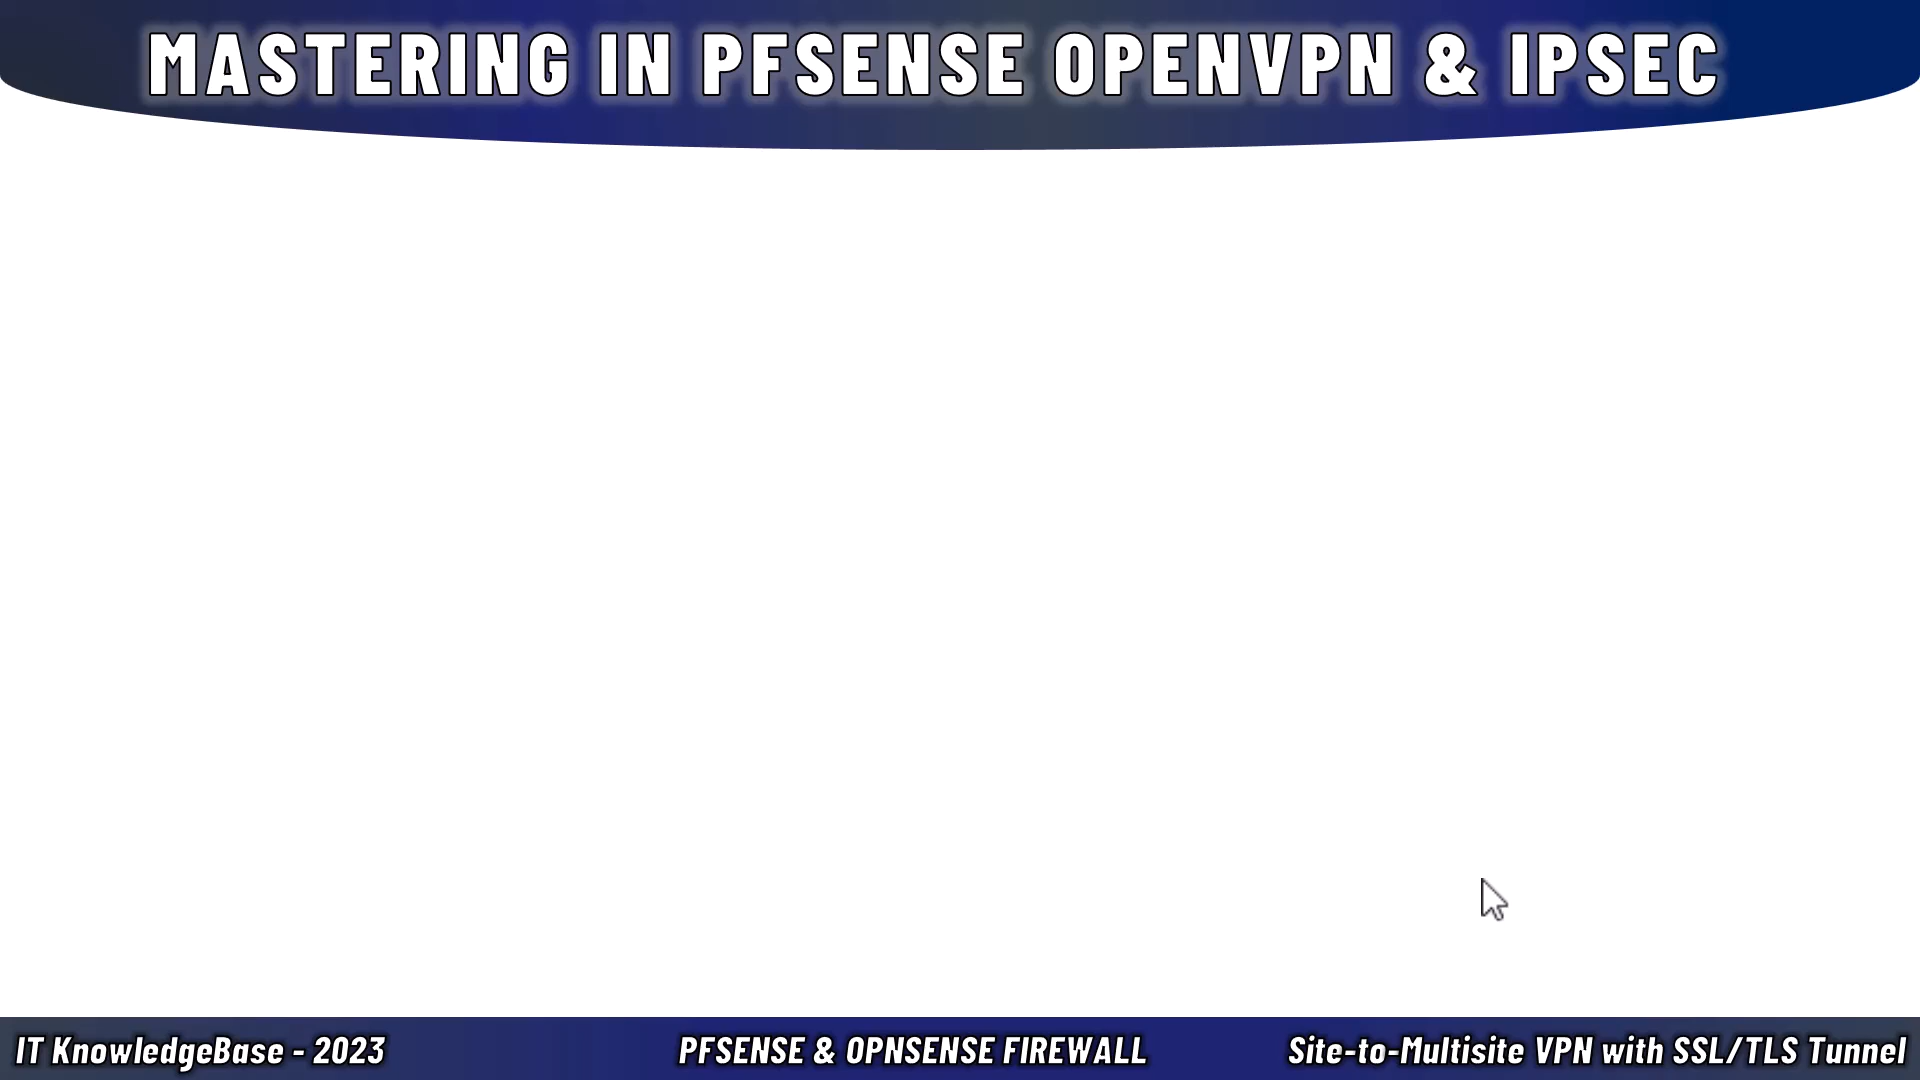 MASTERING IN PFSENSE OPENVPN & IPSEC
IT KnowledgeBase - 2023
PFSENSE & OPNSENSE FIREWALL
Site-to-Multisite VPN with SSL/TLS Tunnel